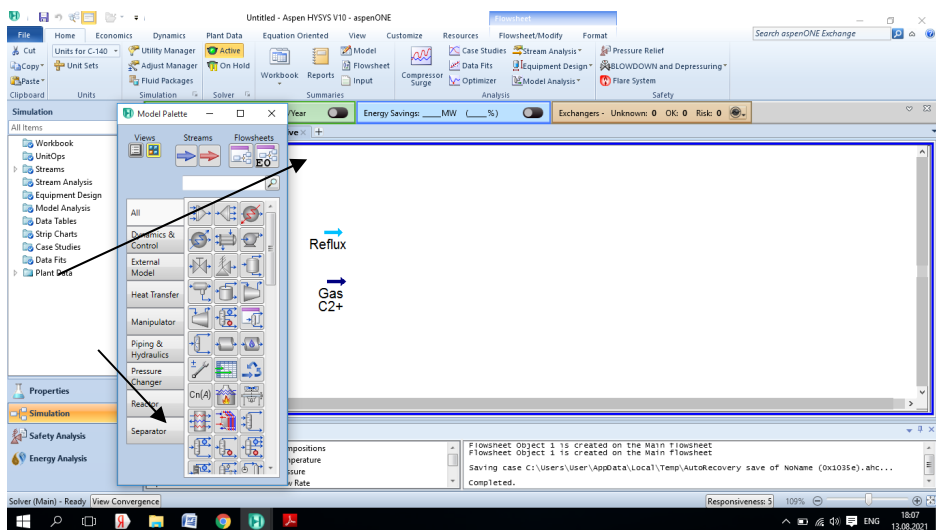 Untitled - Aspen HYSYS V10 - aspenONE
Flowsheet
File Home Economics Dynamics Plant Data Equation Oriented View Customize Resources Flowsheet/Modify Format
Search aspenONE Exchange
Cut
Copy
Paste
Clipboard
Units for C-140
Unit Sets
Units
Utility Manager
Adjust Manager
Fluid Packages
Simulation
Active
On Hold
Solver
Workbook
Reports
Model
Flowsheet
Input
Summaries
Compressor
Surge
Case Studies
Data Fits
Optimizer
Stream Analysis
Equipment Design
Model Analysis
Analysis
Pressure Relief
BLOWDOWN and Depressuring
Flare System
Safety
Simulation
All Items
Workbook
UnitOps
Streams
Stream Analysis
Equipment Design
Model Analysis
Data Tables
Strip Charts
Case Studies
Data Fits
Plant Data
Properties
Simulation
Safety Analysis
Energy Analysis
Model Palette
Views Streams Flowsheets
EO
All
Dynamics &
Control
External
Model
Heat Transfer
Manipulator
Piping &
Hydraulics
Pressure
Changer
Reactor
Separator
Cn(A)
/Year
Energy Savings: ____MW (____%)
Exchangers - Unknown: 0 OK: 0 Risk: 0
ve
Reflux
Gas
C2+
mpositions
mperature
ssure
w Rate
Flowsheet Object 1 is created on the Main flowsheet
Flowsheet Object 1 is created on the Main flowsheet
Saving case C:\Users\User\AppData\Local\Temp\AutoRecovery save of NoName (0x1035e).ahc...
Completed.
Solver (Main) - Ready View Convergence
Responsiveness: 5 109%
ENG
18:07
13.08.2021